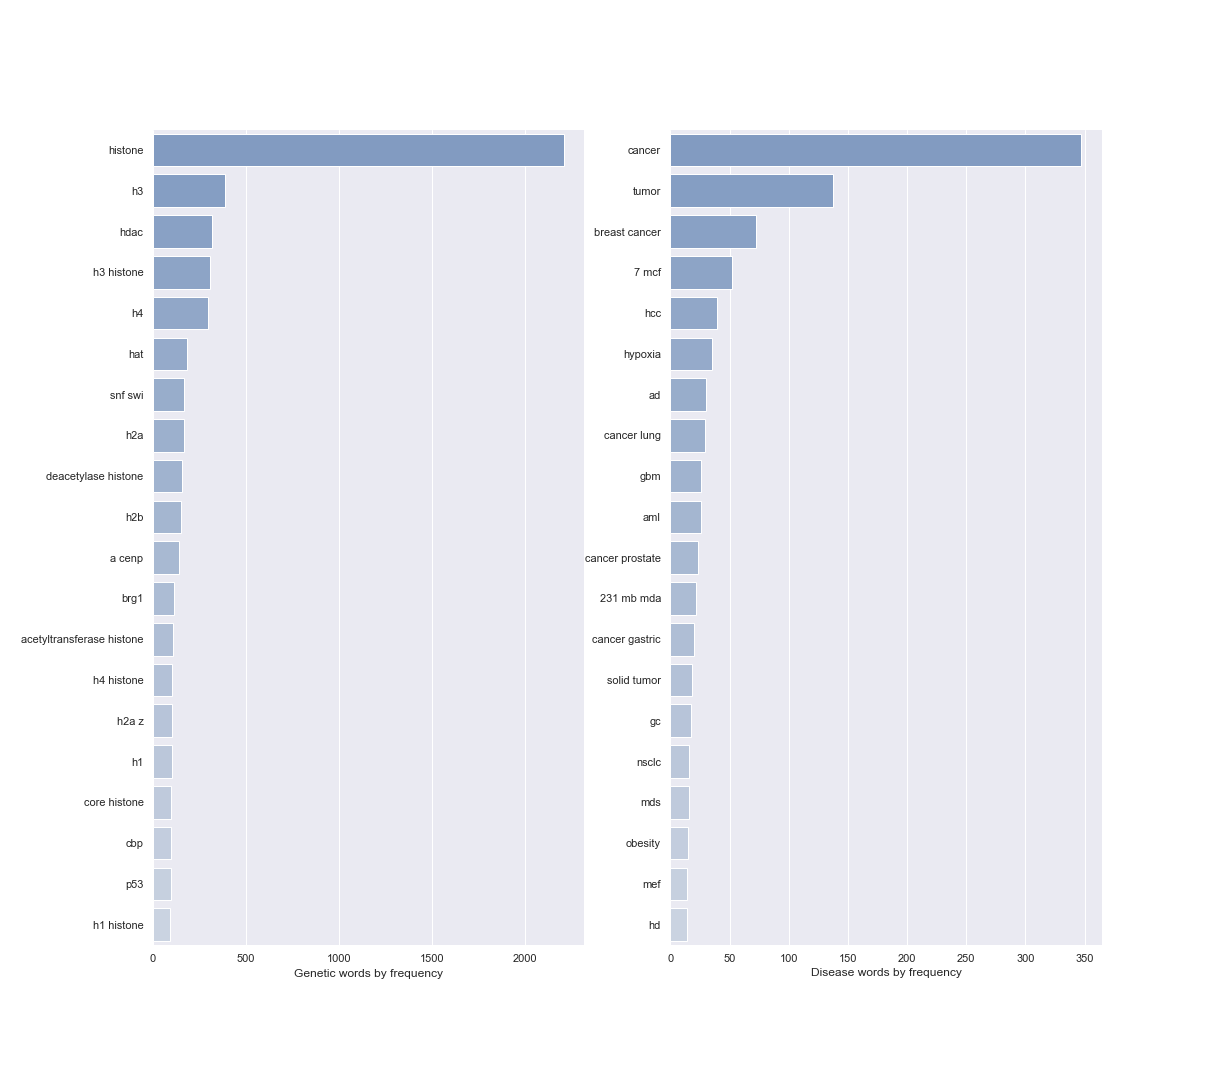 histone
h3
hdac
h3 histone
h4
hat
snf swi
h2a
deacetylase histone
h2b
a cenp
brg1
acetyltransferase histone
h4 histone
h2a z
h1
core histone
cbp
p53
h1 histone
0 500 1000 1500 2000
Genetic words by frequency
cancer
tumor
breast cancer
7 mcf
hcc
hypoxia
ad
cancer lung
gbm
aml
cancer prostate
231 mb mda
cancer gastric
solid tumor
gc
nsclc
mds
obesity
mef
hd
0 50 100 150 200 250 300 350
Disease words by frequency